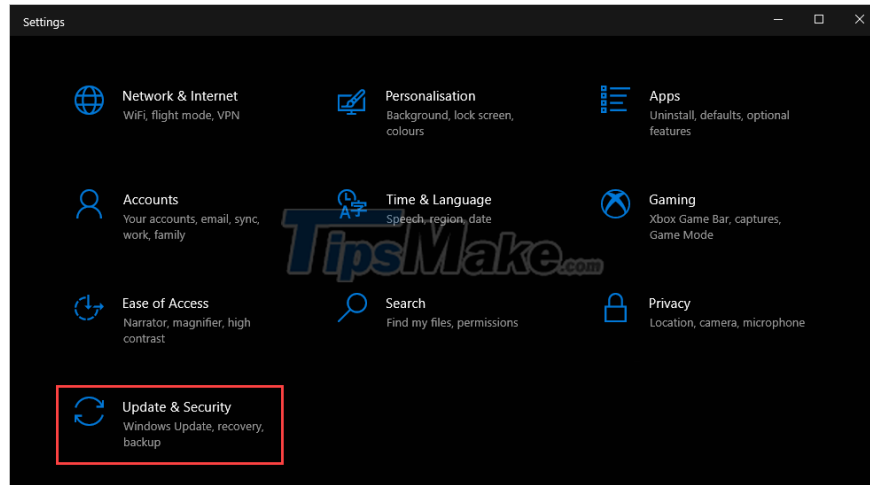 Settings
Network & Internet
WiFi, flight mode, VPN
Personalisation
Background, lock screen,
colours
Apps
Uninstall, defaults, optional
features
Accounts
Your accounts, email, sync,
work, family
Time & Language
Speech, region, date
Gaming
Xbox Game Bar, captures,
Game Mode
TipsMake.com
Ease of Access
Narrator, magnifier, high
contrast
Search
Find my files, permissions
Privacy
Location, camera, microphone
Update & Security
Windows Update, recovery,
backup